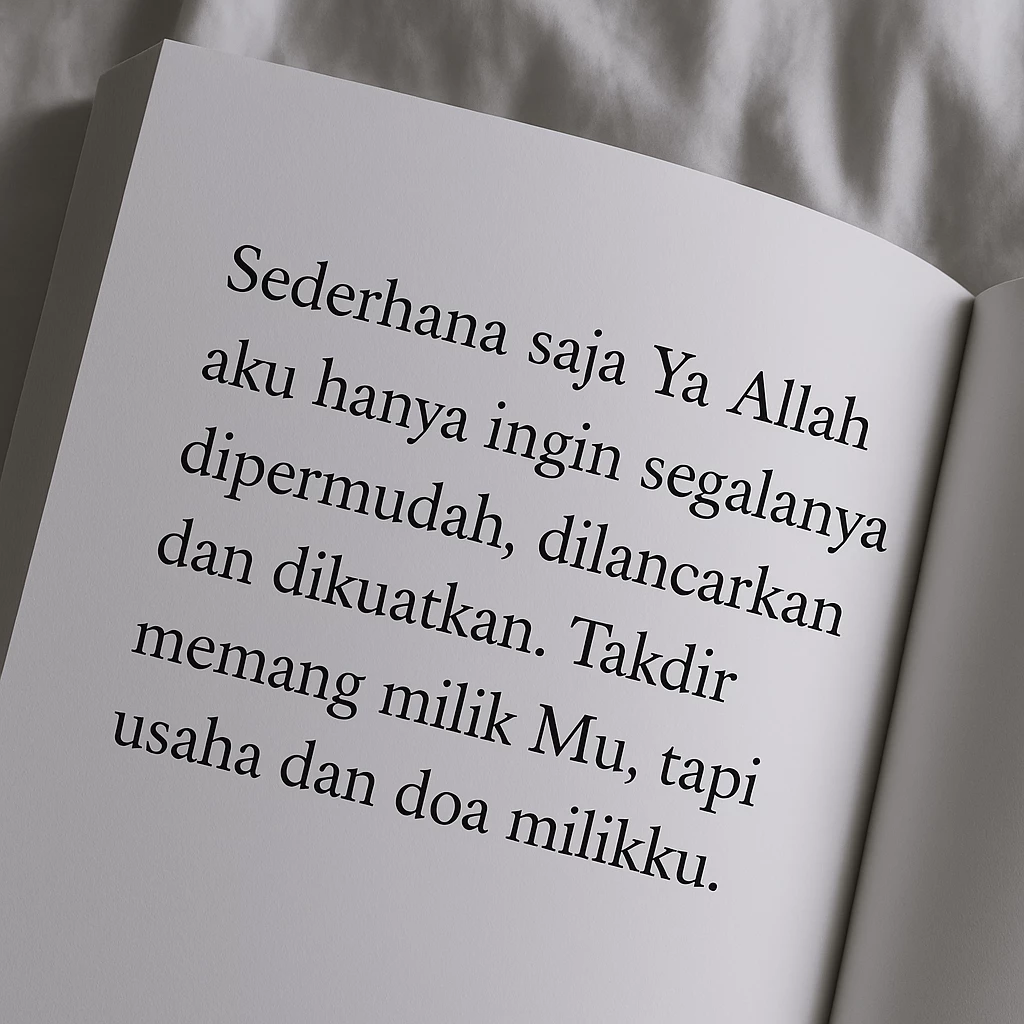 Sederhana saja Ya Allah
aku hanya ingin segalanya
dipermudah, dilancarkan
dan dikuatkan. Takdir
memang milik Mu, tapi
usaha dan doa milikku.